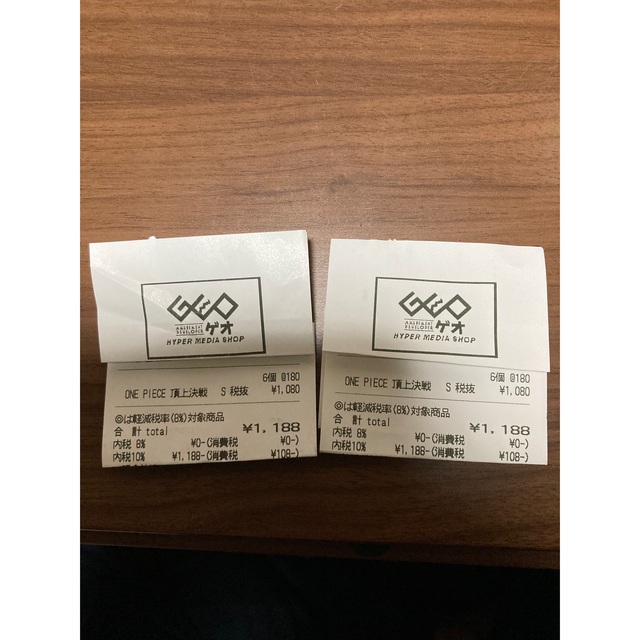 GEO
ゲオ
HYPER MEDIA SHOP
6個 @180
ONE PIECE 頂上決戦 S 税抜 ¥1,080
◎は軽減税率(8%)対象商品
合 計 total ¥1,188
内税 8% ¥0-(消費税 ¥0-)
内税10% ¥1,188-(消費税 ¥108-)
GEO
ゲオ
HYPER MEDIA SHOP
6個 @180
ONE PIECE 頂上決戦 S 税抜 ¥1,080
◎は軽減税率(8%)対象商品
合 計 total ¥1,188
内税 8% ¥0-(消費税 ¥0-)
内税10% ¥1,188-(消費税 ¥108-)